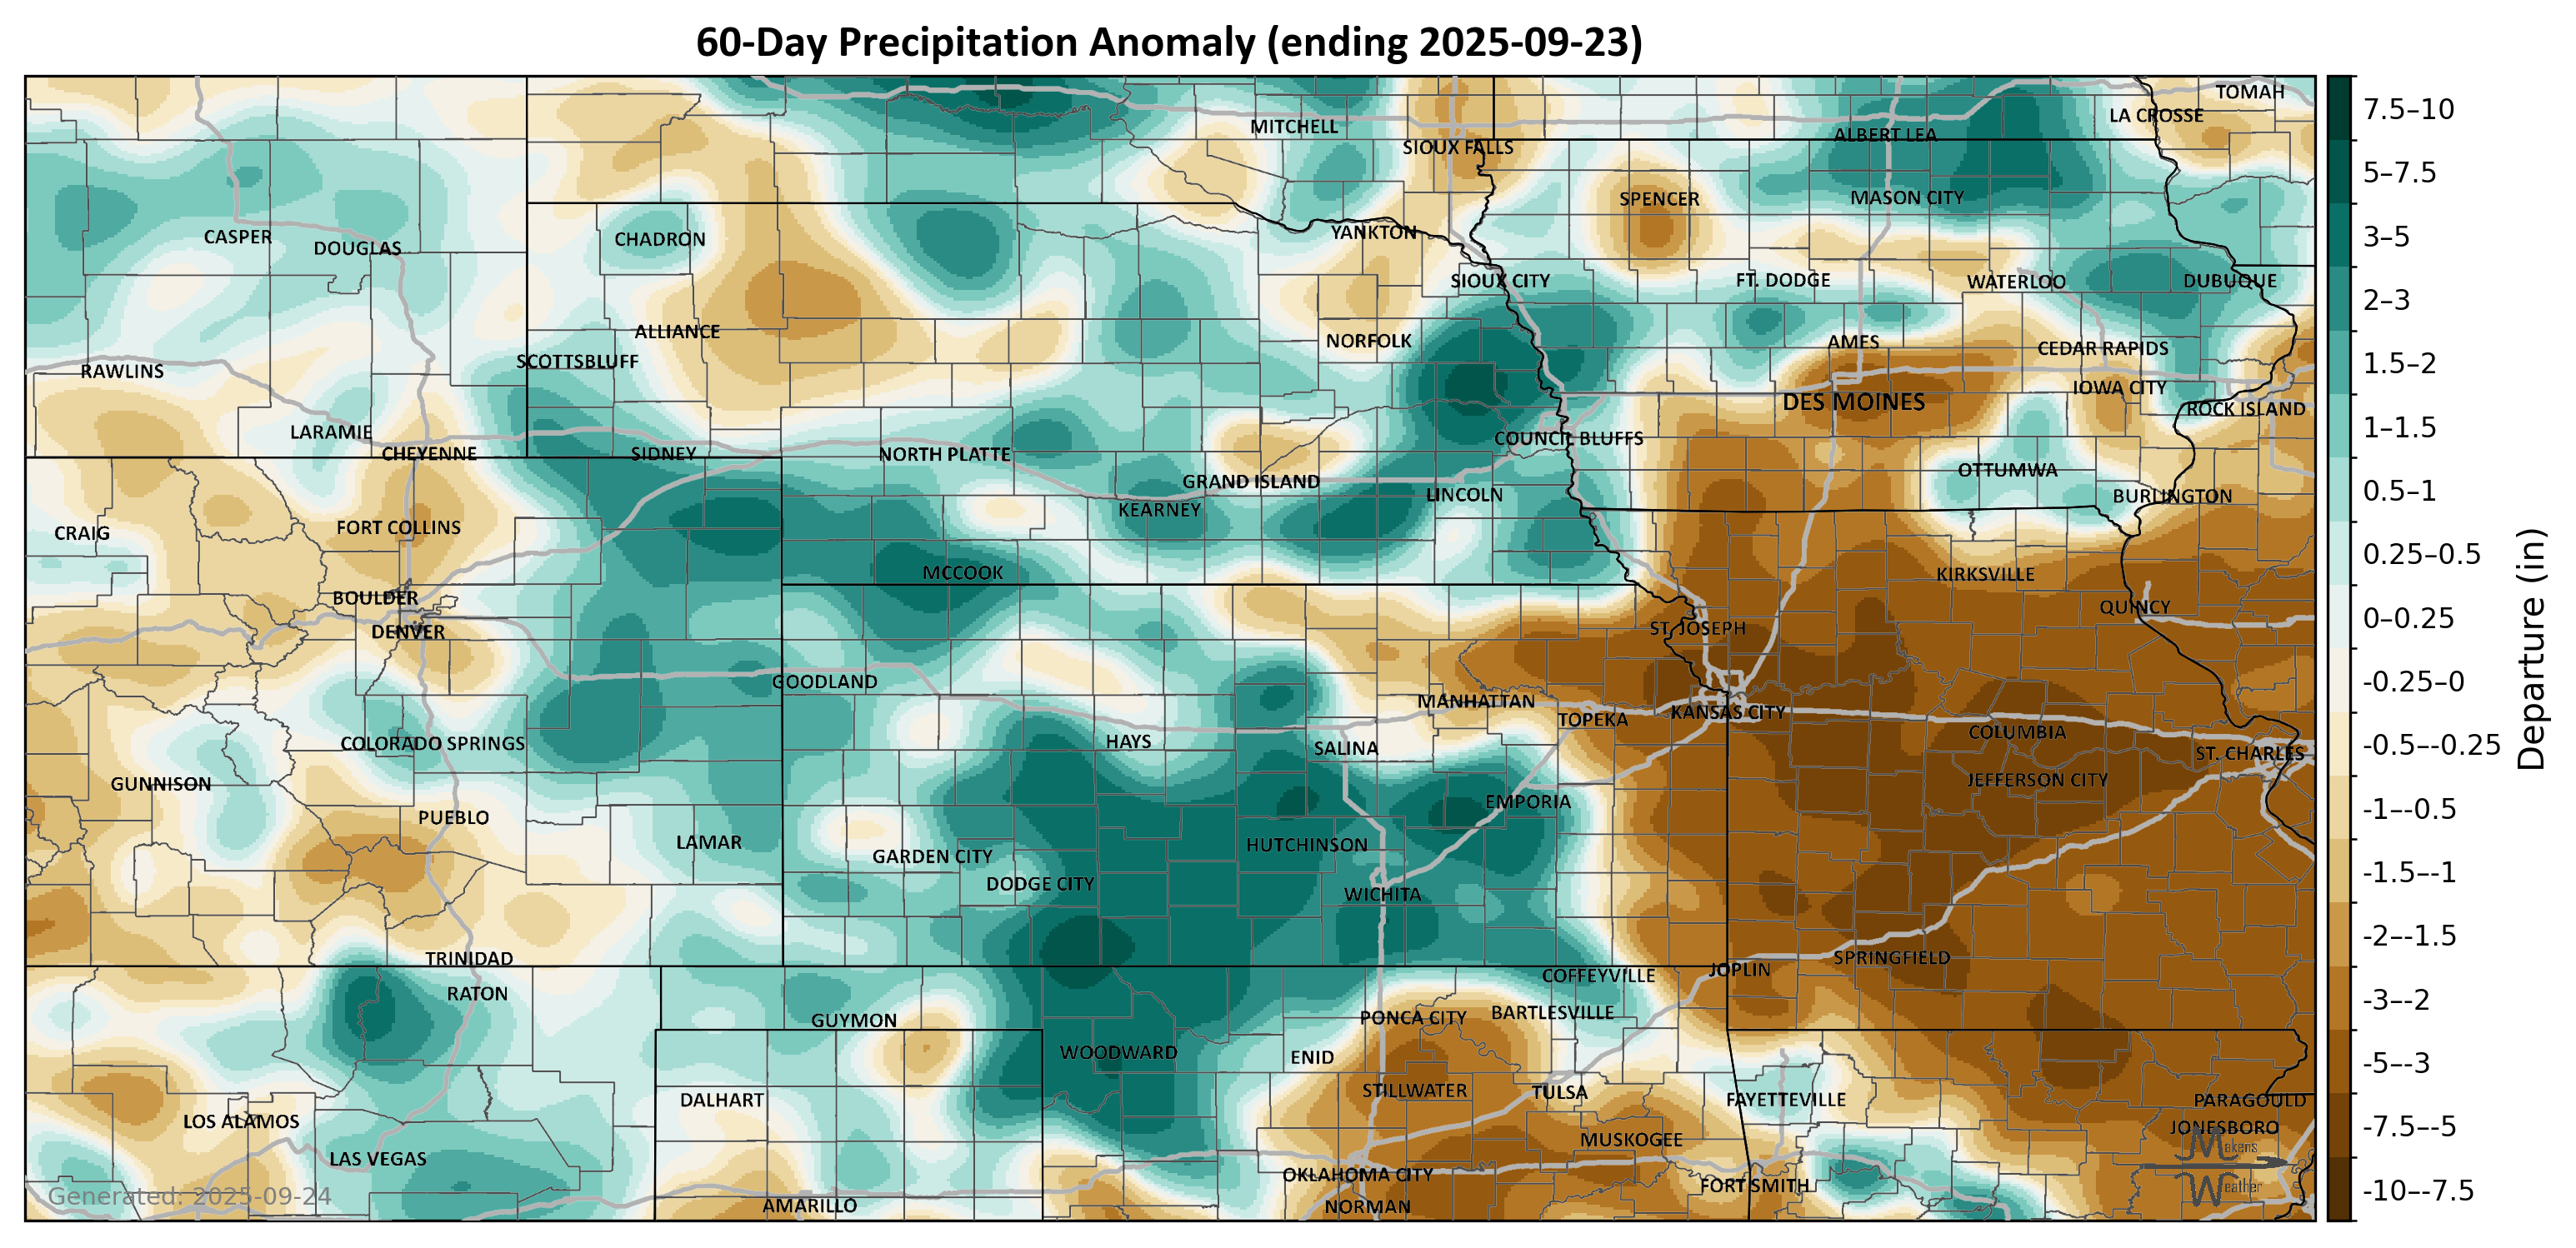 60-Day Precipitation Anomaly (ending 2025-09-23)
TOMAH
LA CROSSE
MITCHELL
ALBERT LEA
SIOUX FALLS
SPENCER
MASON CITY
CASPER
DOUGLAS
CHADRON
YANKTON
SIOUX CITY
FT. DODGE
WATERLOO
DUBUQUE
ALLIANCE
NORFOLK
AMES
CEDAR RAPIDS
SCOTTSBLUFF
RAWLINS
IOWA CITY
DES MOINES
ROCK ISLAND
LARAMIE
COUNCIL BLUFFS
CHEYENNE
SIDNEY
NORTH PLATTE
OTTUMWA
GRAND ISLAND
LINCOLN
BURLINGTON
KEARNEY
CRAIG
FORT COLLINS
MCCOOK
KIRKSVILLE
BOULDER
QUINCY
DENVER
ST. JOSEPH
GOODLAND
MANHATTAN
TOPEKA
KANSAS CITY
COLUMBIA
COLORADO SPRINGS
HAYS
SALINA
ST. CHARLES
GUNNISON
JEFFERSON CITY
EMPORIA
PUEBLO
LAMAR
HUTCHINSON
GARDEN CITY
DODGE CITY
WICHITA
TRINIDAD
SPRINGFIELD
JOPLIN
COFFEYVILLE
RATON
GUYMON
PONCA CITY
BARTLESVILLE
WOODWARD
ENID
STILLWATER
TULSA
DALHART
FAYETTEVILLE
PARAGOULD
LOS ALAMOS
JONESBORO
MUSKOGEE
LAS VEGAS
OKLAHOMA CITY
FORT SMITH
AMARILLO
NORMAN
Generated: 2025-09-24
Makens
Weather
7.5–10
5–7.5
3–5
2–3
1.5–2
1–1.5
0.5–1
0.25–0.5
0–0.25
-0.25–0
-0.5–-0.25
-1–-0.5
-1.5–-1
-2–-1.5
-3–-2
-5–-3
-7.5–-5
-10–-7.5
Departure (in)